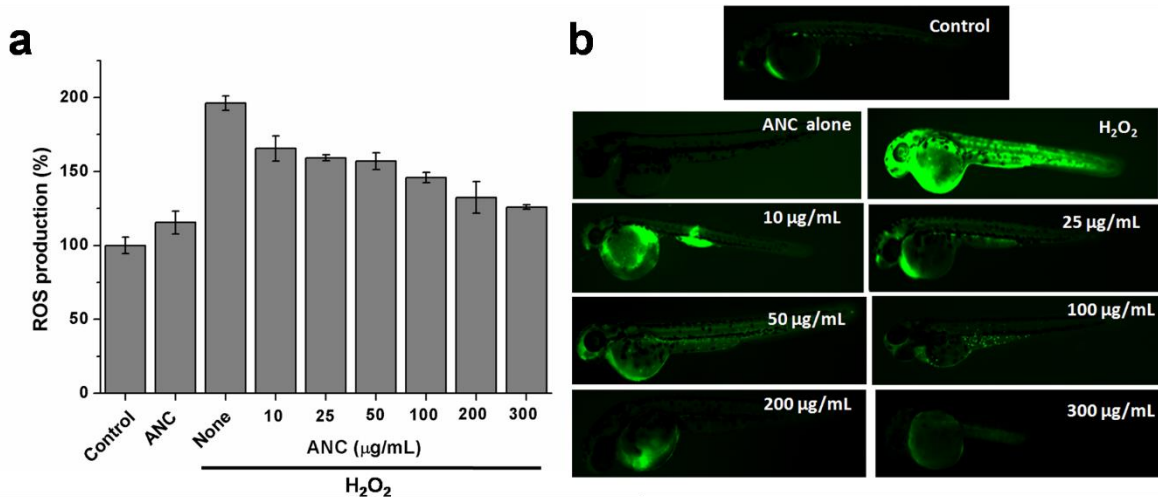 a
ROS production (%)
200
150
100
50
0
Control
ANC
None
10
25
50
100
200
300
ANC (μg/mL)
H₂O₂
b
Control
ANC alone
H₂O₂
10 µg/mL
25 µg/mL
50 µg/mL
100 µg/mL
200 µg/mL
300 µg/mL